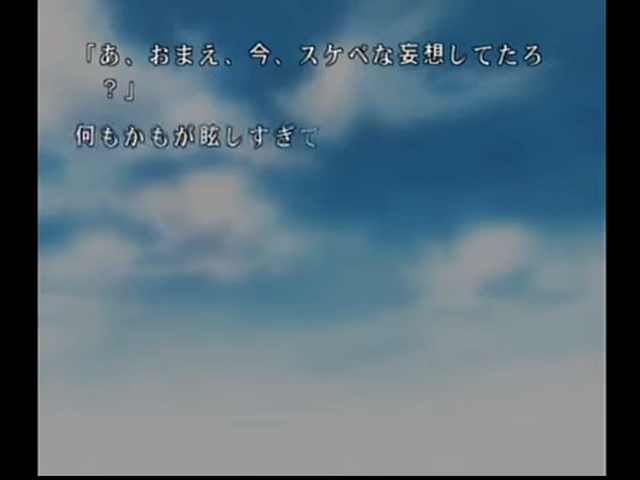 「あ、おまえ、今、スケベな妄想してたろ
？」
何もかもが眩しすぎて